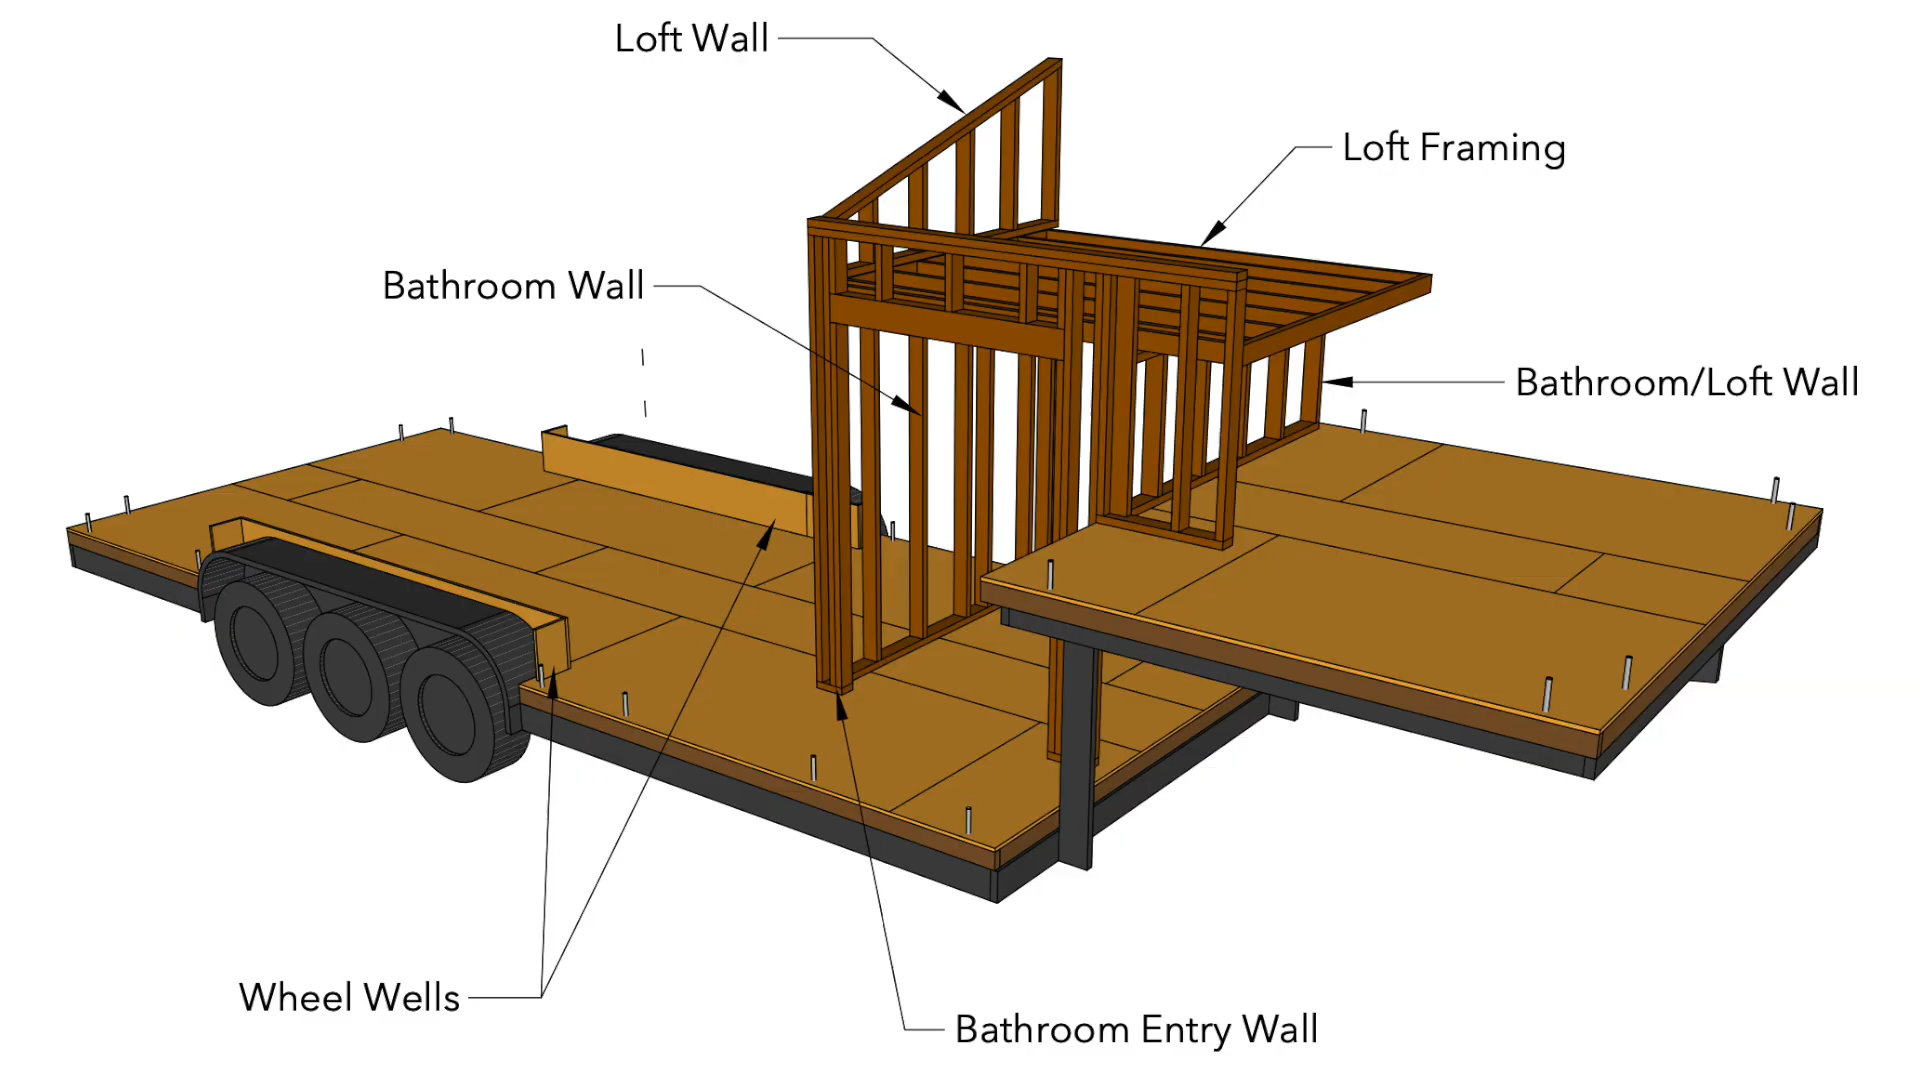 Loft Wall
Loft Framing
Bathroom Wall
Bathroom/Loft Wall
Wheel Wells
Bathroom Entry Wall